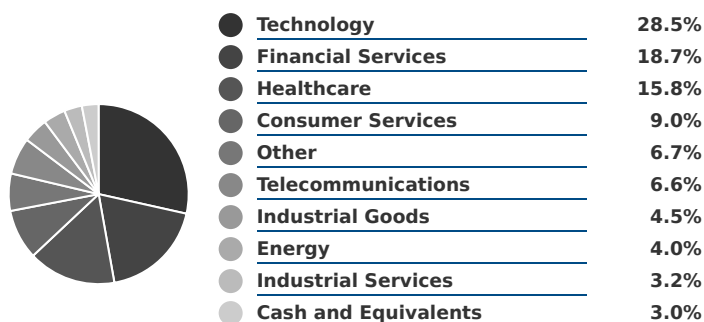 Technology 28.5%
Financial Services 18.7%
Healthcare 15.8%
Consumer Services 9.0%
Other 6.7%
Telecommunications 6.6%
Industrial Goods 4.5%
Energy 4.0%
Industrial Services 3.2%
Cash and Equivalents 3.0%